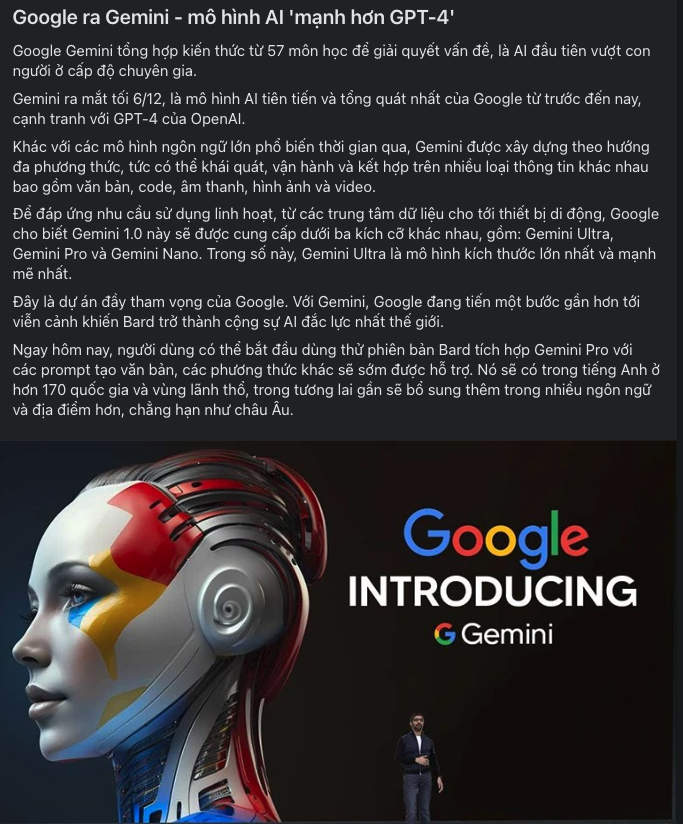 Google ra Gemini - mô hình AI 'mạnh hơn GPT-4'
Google Gemini tổng hợp kiến thức từ 57 môn học để giải quyết vấn đề, là AI đầu tiên vượt con
người ở cấp độ chuyên gia.
Gemini ra mắt tối 6/12, là mô hình AI tiên tiến và tổng quát nhất của Google từ trước đến nay,
cạnh tranh với GPT-4 của OpenAI.
Khác với các mô hình ngôn ngữ lớn phổ biến thời gian qua, Gemini được xây dựng theo hướng
đa phương thức, tức có thể khái quát, vận hành và kết hợp trên nhiều loại thông tin khác nhau
bao gồm văn bản, code, âm thanh, hình ảnh và video.
Để đáp ứng nhu cầu sử dụng linh hoạt, từ các trung tâm dữ liệu cho tới thiết bị di động, Google
cho biết Gemini 1.0 này sẽ được cung cấp dưới ba kích cỡ khác nhau, gồm: Gemini Ultra,
Gemini Pro và Gemini Nano. Trong số này, Gemini Ultra là mô hình kích thước lớn nhất và mạnh
mẽ nhất.
Đây là dự án đầy tham vọng của Google. Với Gemini, Google đang tiến một bước gần hơn tới
viễn cảnh khiến Bard trở thành cộng sự AI đắc lực nhất thế giới.
Ngay hôm nay, người dùng có thể bắt đầu dùng thử phiên bản Bard tích hợp Gemini Pro với
các prompt tạo văn bản, các phương thức khác sẽ sớm được hỗ trợ. Nó sẽ có trong tiếng Anh ở
hơn 170 quốc gia và vùng lãnh thổ, trong tương lai gần sẽ bổ sung thêm trong nhiều ngôn ngữ
và địa điểm hơn, chẳng hạn như châu Âu.
Google
INTRODUCING
G Gemini